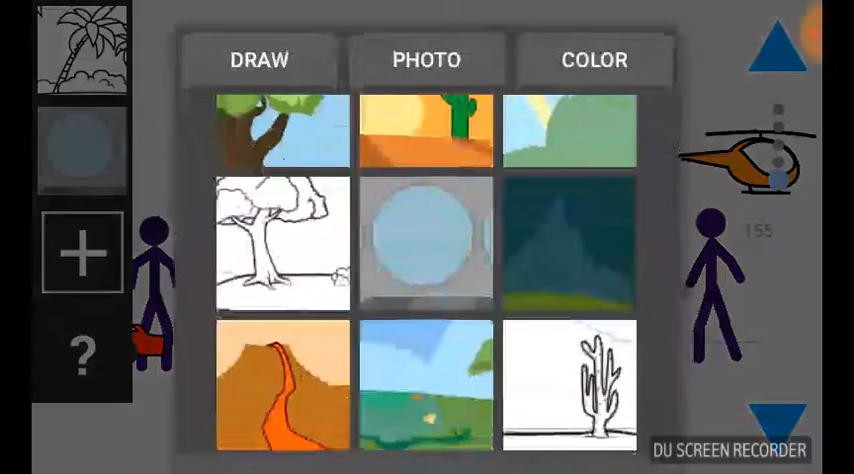 DRAW
PHOTO
COLOR
155
?
DU SCREEN RECORDER